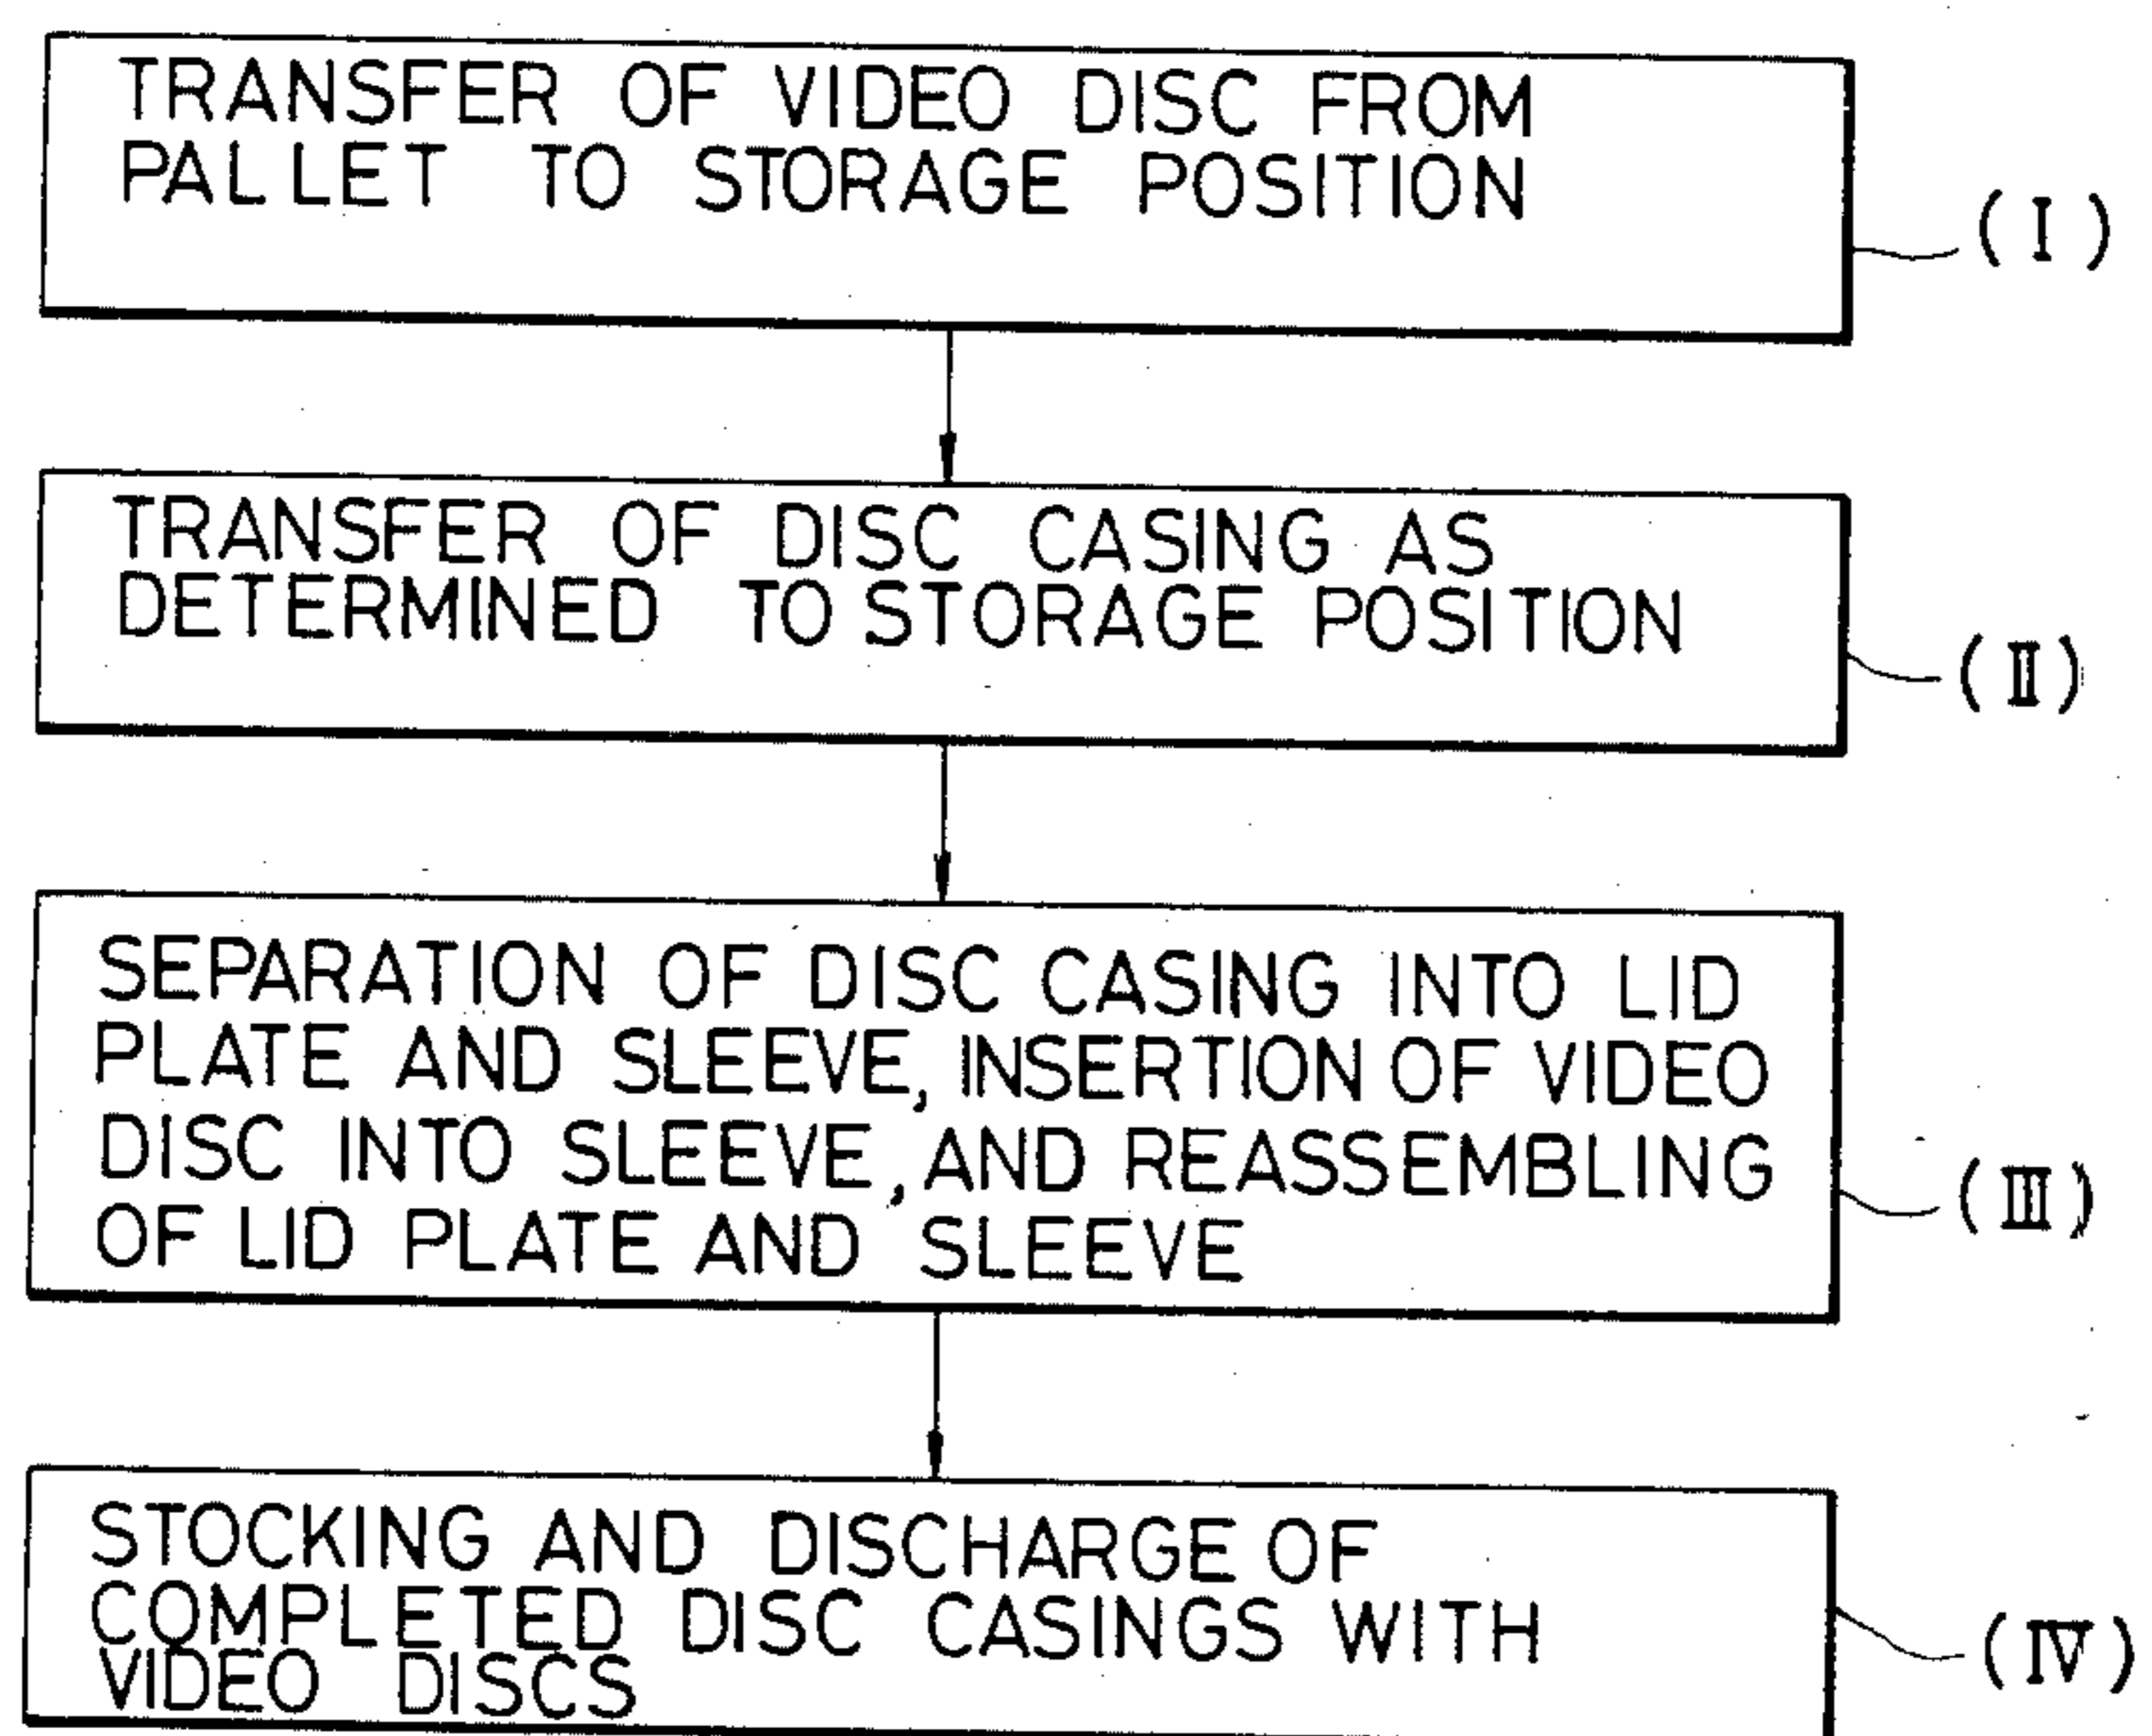 TRANSFER OF VIDEO DISC FROM
PALLET TO STORAGE POSITION
(I)
TRANSFER OF DISC CASING AS
DETERMINED TO STORAGE POSITION
(II)
SEPARATION OF DISC CASING INTO LID
PLATE AND SLEEVE, INSERTION OF VIDEO
DISC INTO SLEEVE, AND REASSEMBLING
OF LID PLATE AND SLEEVE
(III)
STOCKING AND DISCHARGE OF
COMPLETED DISC CASINGS WITH
VIDEO DISCS
(IV)